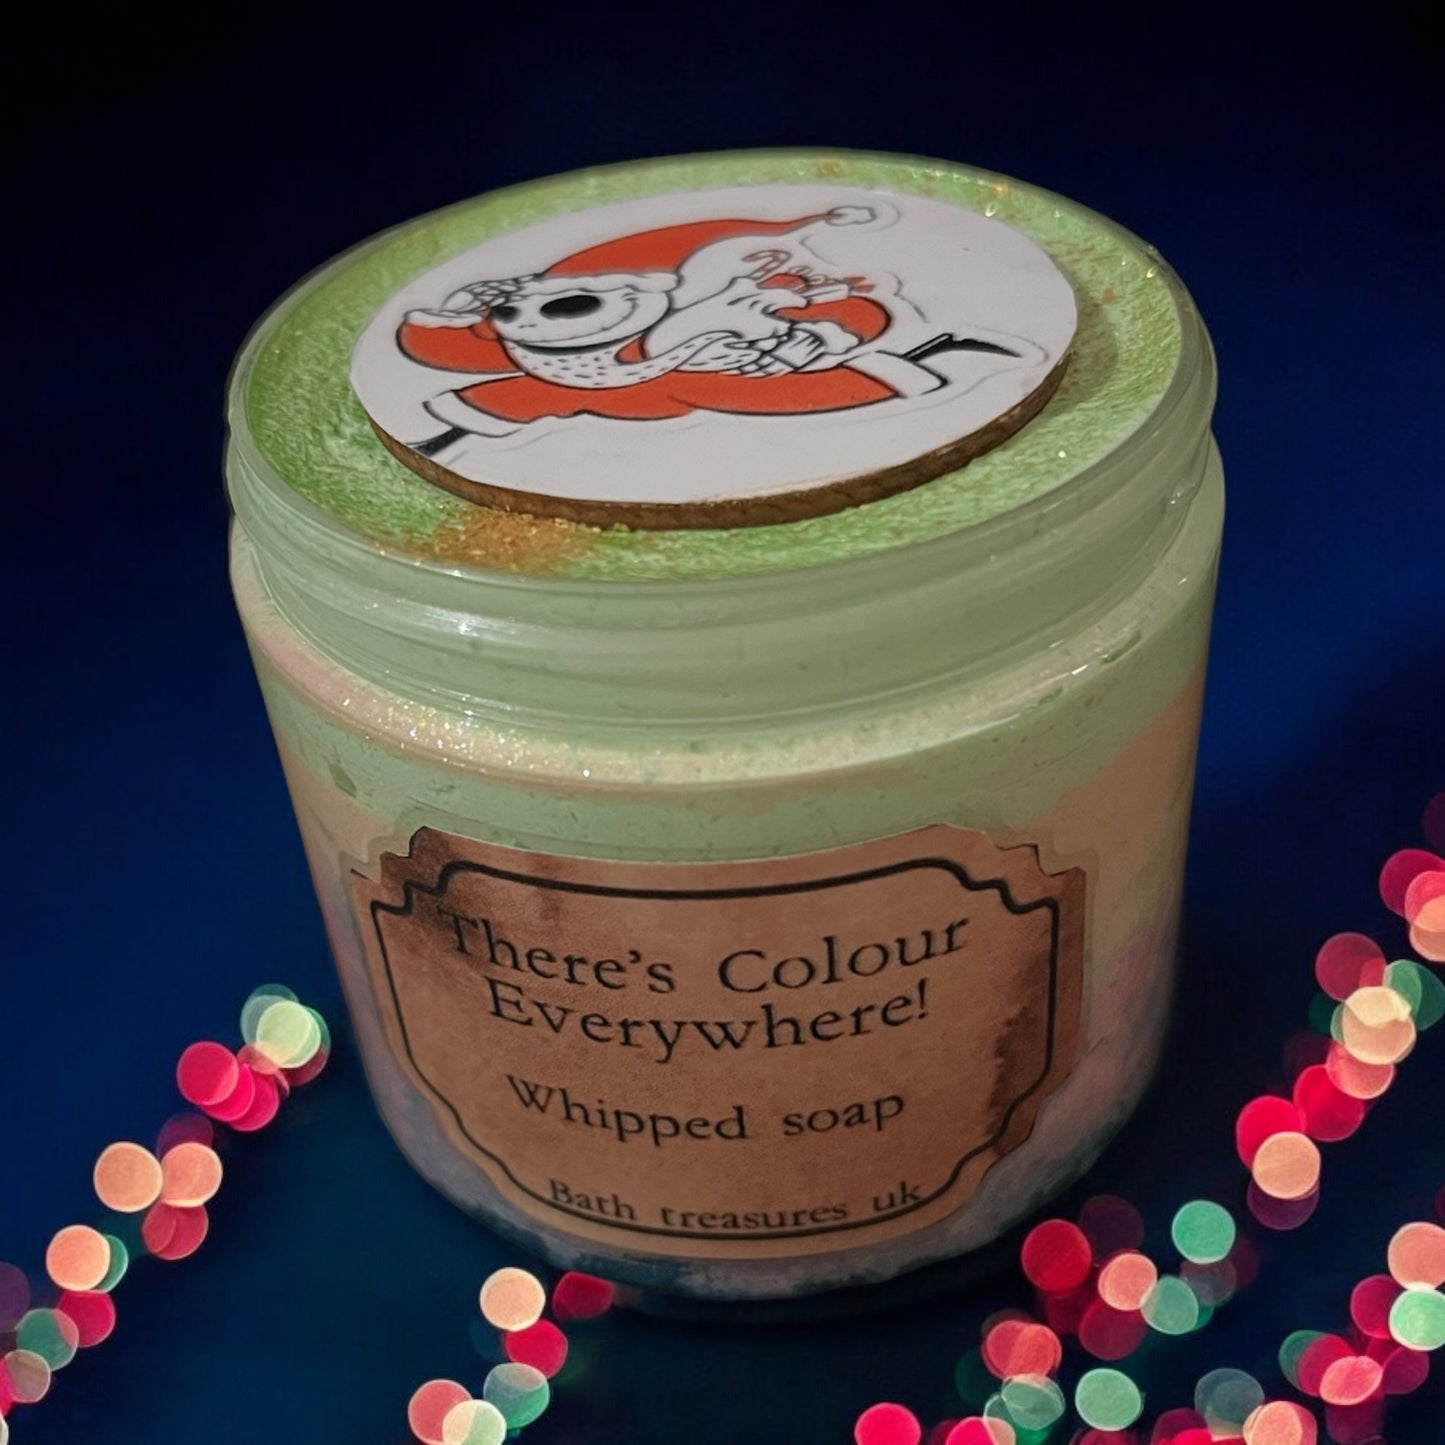 There's Colour
Everywhere!
Whipped soap
Bath treasures uk